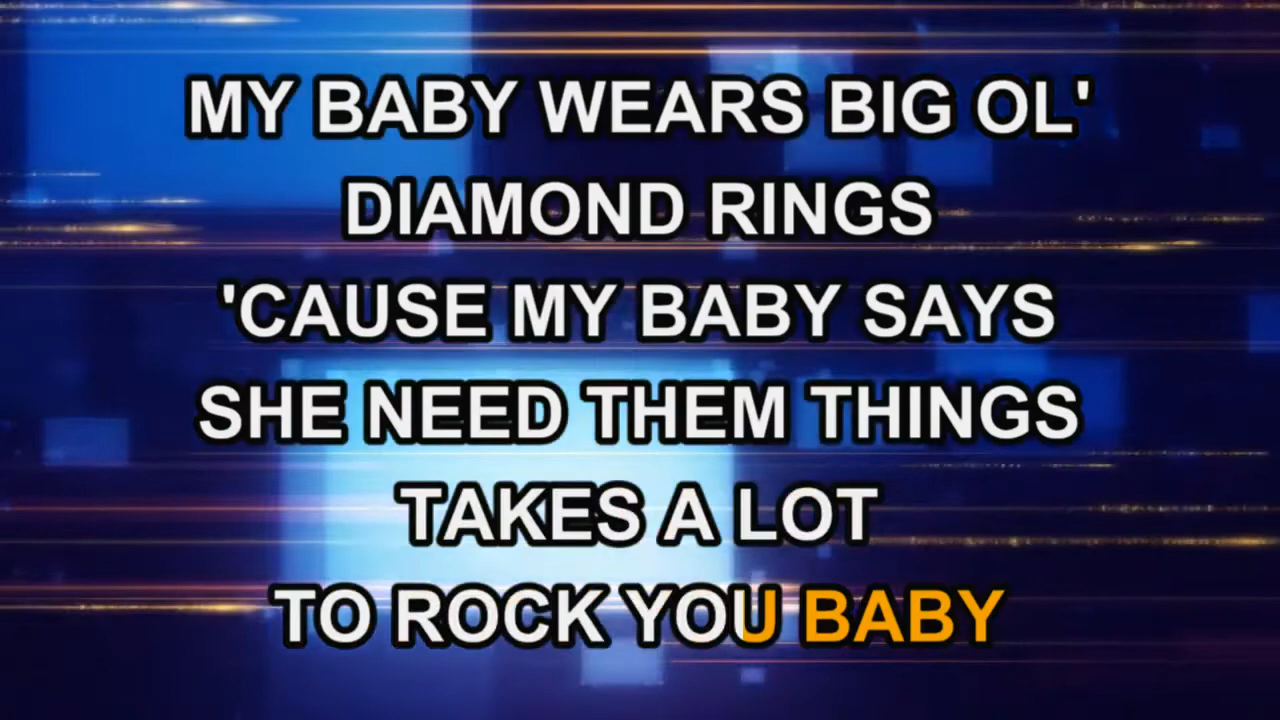 MY BABY WEARS BIG OL'
DIAMOND RINGS
'CAUSE MY BABY SAYS
SHE NEED THEM THINGS
TAKES A LOT
TO ROCK YOU BABY